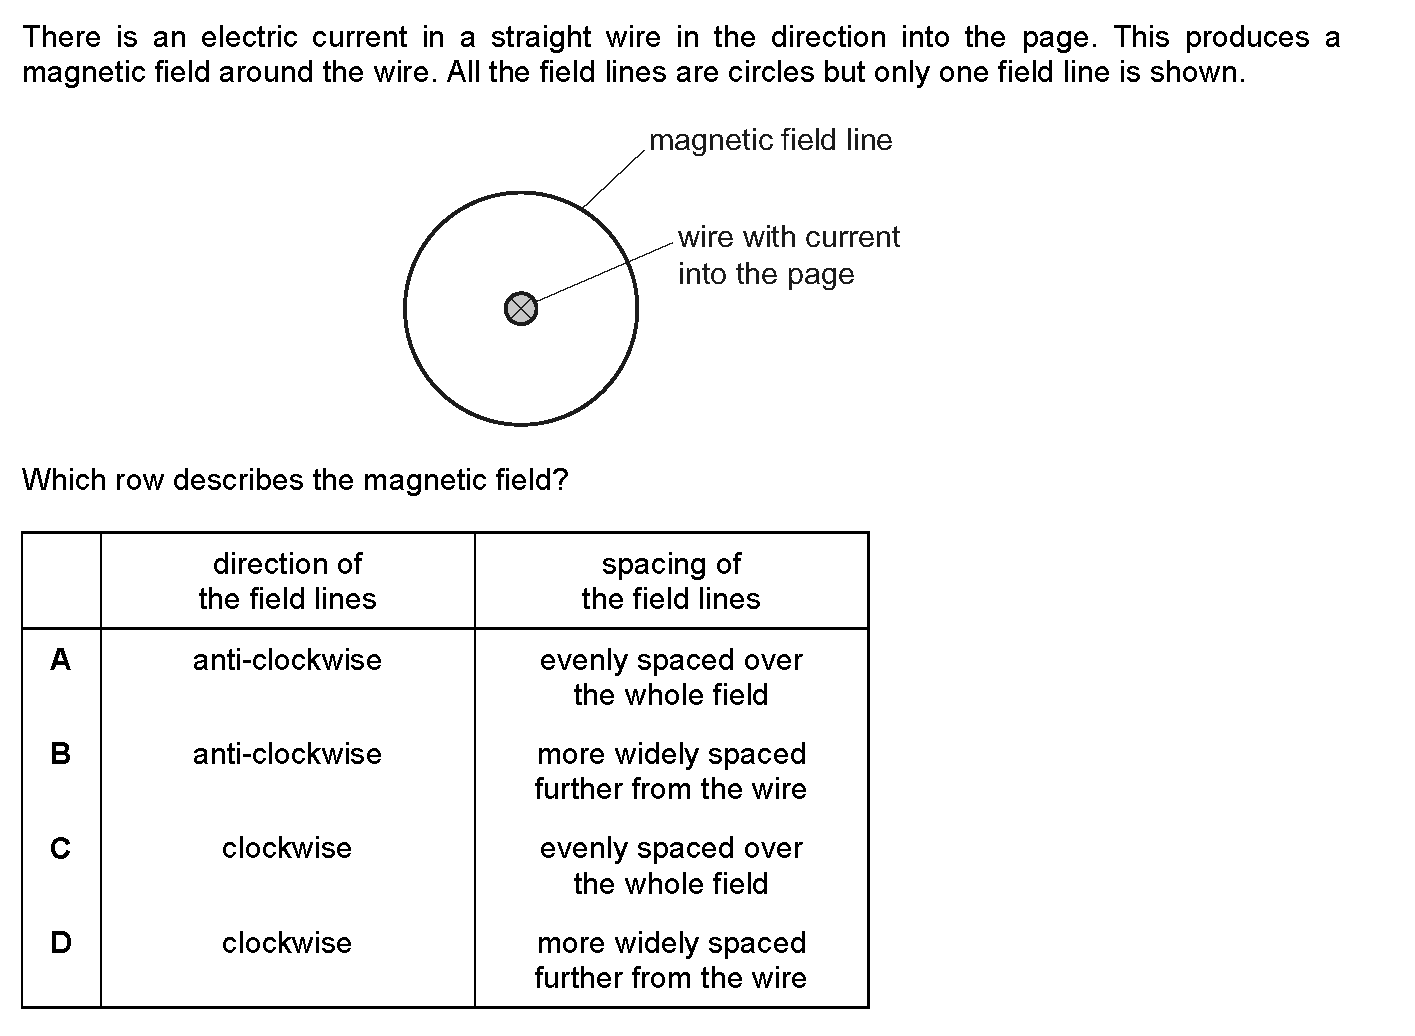 There is an electric current in a straight wire in the direction into the page. This produces a
magnetic field around the wire. All the field lines are circles but only one field line is shown.
magnetic field line
wire with current
into the page
Which row describes the magnetic field?
direction of
the field lines
spacing of
the field lines
A anti-clockwise evenly spaced over
the whole field
B anti-clockwise more widely spaced
further from the wire
C clockwise evenly spaced over
the whole field
D clockwise more widely spaced
further from the wire